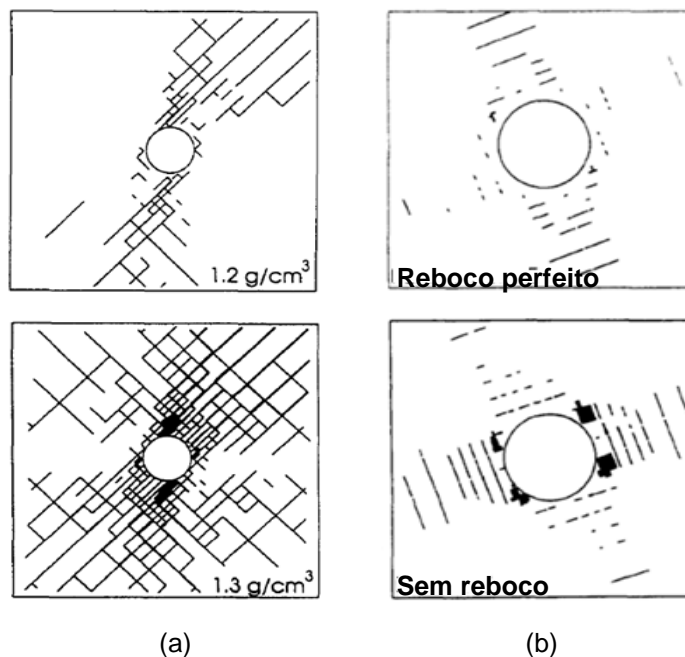 1.2 g/cm³
Reboco perfeito
1.3 g/cm³
Sem reboco
(a)
(b)